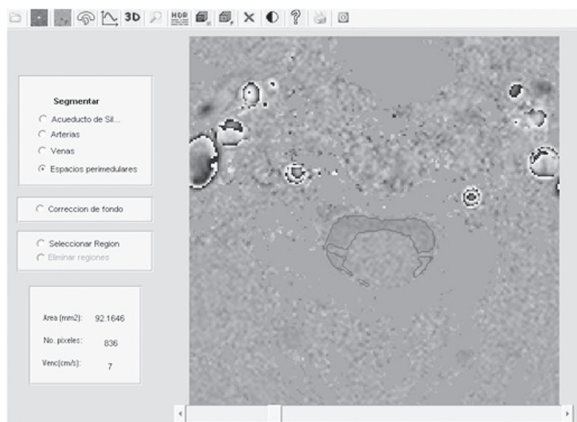 3D
HDR
Segmentar
Acueducto de Sil...
Arterias
Venas
Espacios perimedulares
Correccion de fondo
Seleccionar Region
Eliminar regiones
Area (mm2): 92.1646
No. pixeles: 836
Venc(cm/s): 7